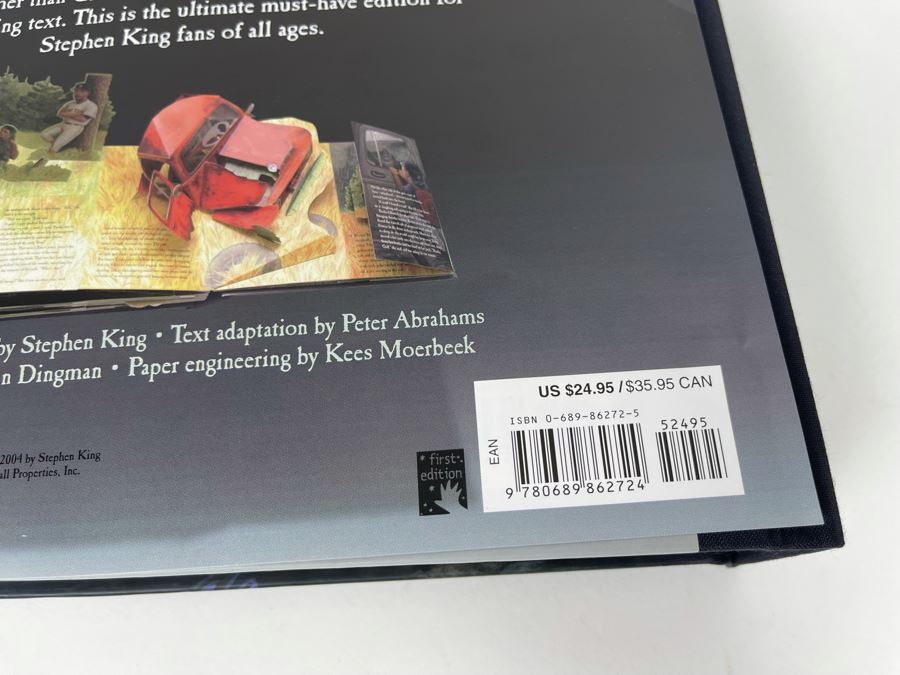 ng text. This is the ultimate must-have edition for
Stephen King fans of all ages.
by Stephen King • Text adaptation by Peter Abrahams
n Dingman • Paper engineering by Kees Moerbeek
2004 by Stephen King
all Properties, Inc.
first
edition
US $24.95 / $35.95 CAN
ISBN 0-689-86272-5
52495
EAN
9 780689 862724